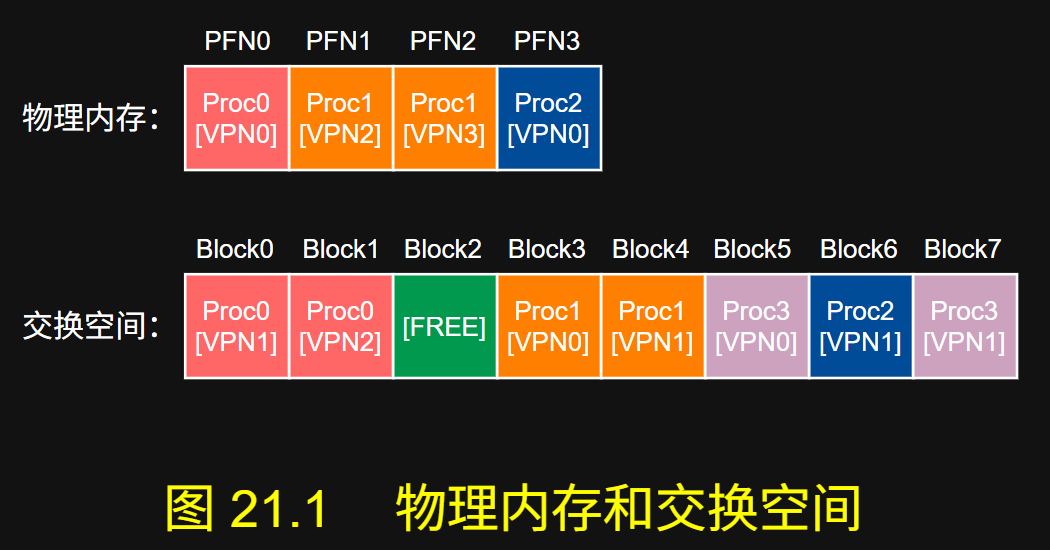 PFN0 PFN1 PFN2 PFN3
物理内存： Proc0 Proc1 Proc1 Proc2
[VPN0] [VPN2] [VPN3] [VPN0]
Block0 Block1 Block2 Block3 Block4 Block5 Block6 Block7
交换空间： Proc0 Proc0 [FREE] Proc1 Proc1 Proc3 Proc2 Proc3
[VPN1] [VPN2] [VPN0] [VPN1] [VPN0] [VPN1] [VPN1]
图 21.1 物理内存和交换空间